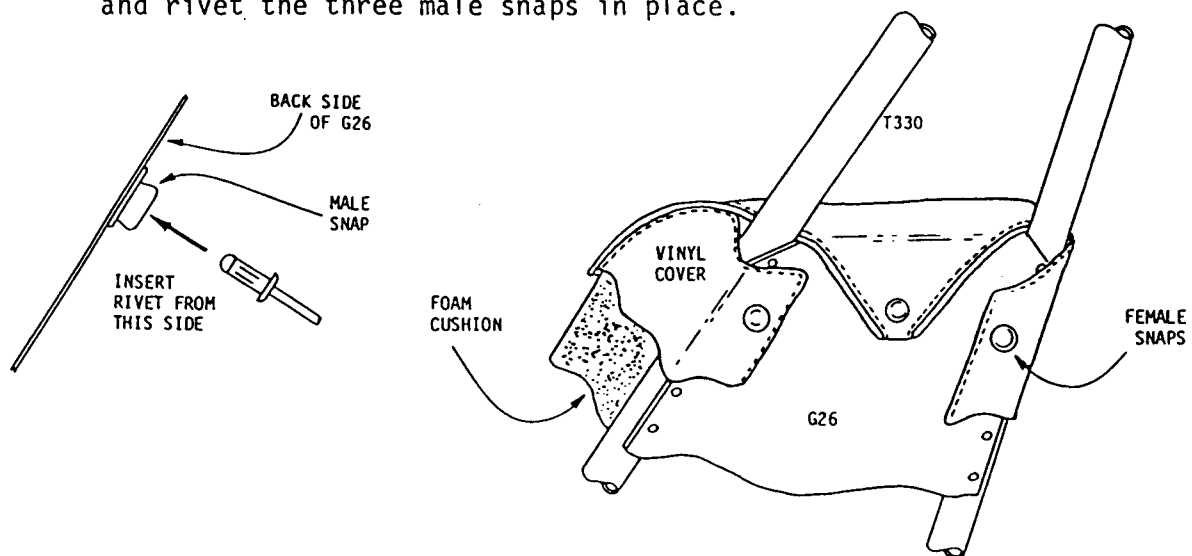 and rivet the three male snaps in place.
BACK SIDE
OF G26
MALE
SNAP
INSERT
RIVET FROM
THIS SIDE
T330
VINYL
COVER
FOAM
CUSHION
FEMALE
SNAPS
G26